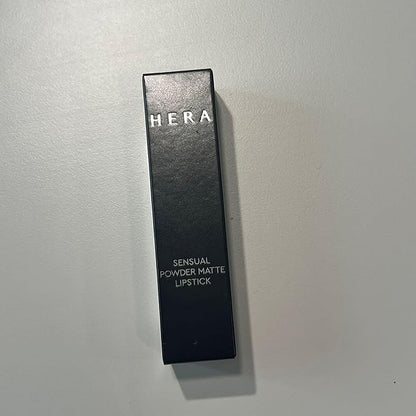 HERA
SENSUAL
POWDER MATTE
LIPSTICK